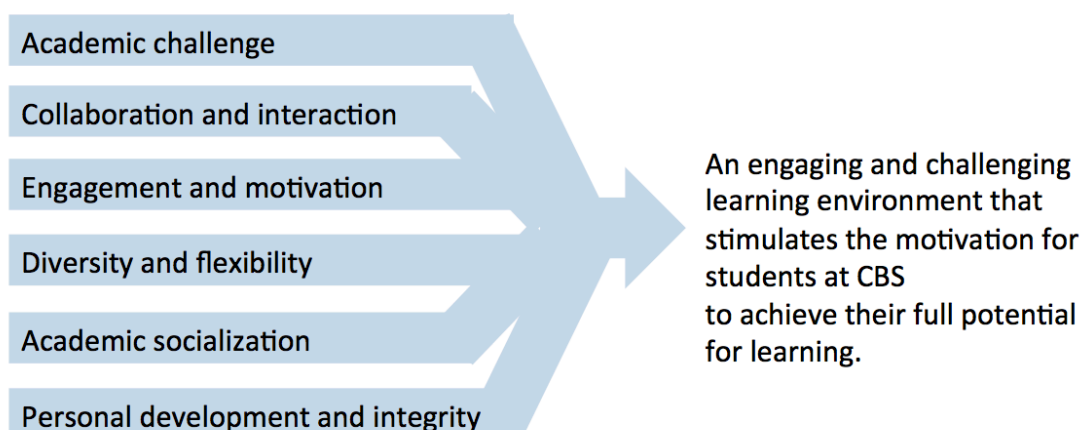 Academic challenge
Collaboration and interaction
Engagement and motivation
Diversity and flexibility
Academic socialization
Personal development and integrity
An engaging and challenging
learning environment that
stimulates the motivation for
students at CBS
to achieve their full potential
for learning.